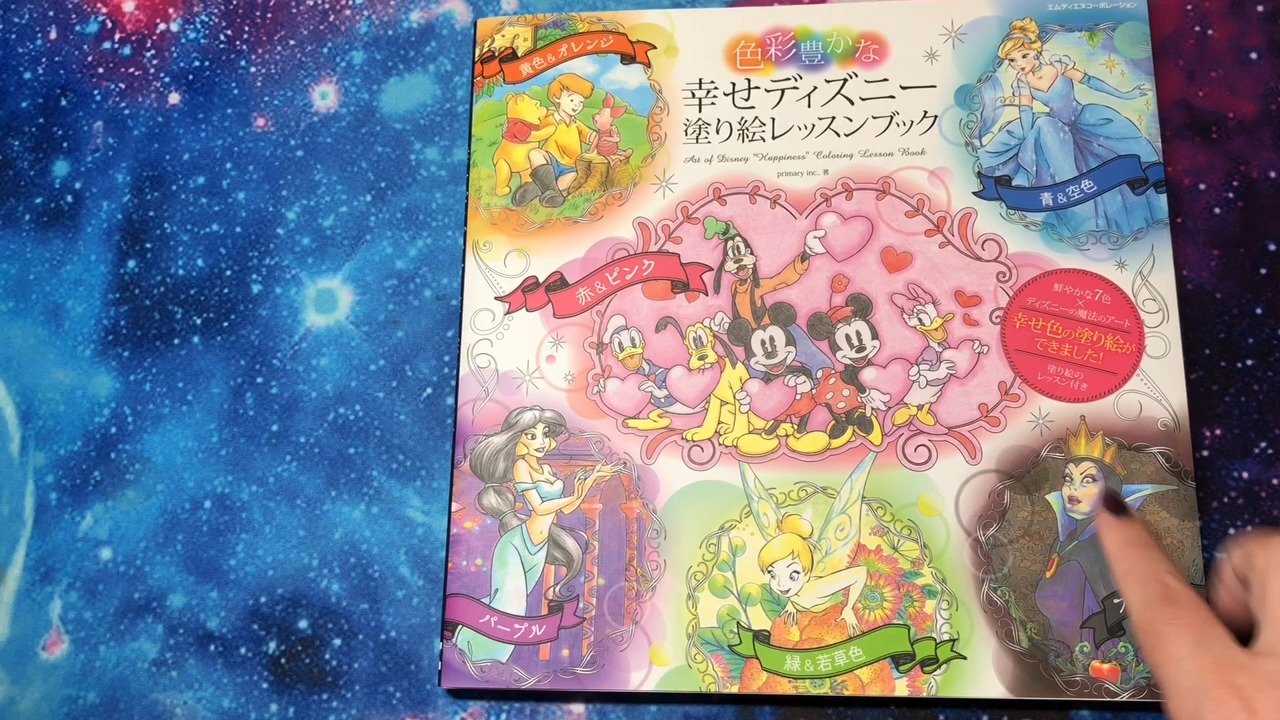 エムディエヌコーポレーション
黄色&オレンジ
色彩豊かな
幸せディズニー
塗り絵レッスンブック
Art of Disney "Happiness" Coloring Lesson Book
primary inc., 著
青&空色
赤&ピンク
鮮やかな7色
×
ディズニーの魔法のアート
幸せ色の塗り絵が
できました!
塗り絵の
レッスン付き
パープル
緑&若草色